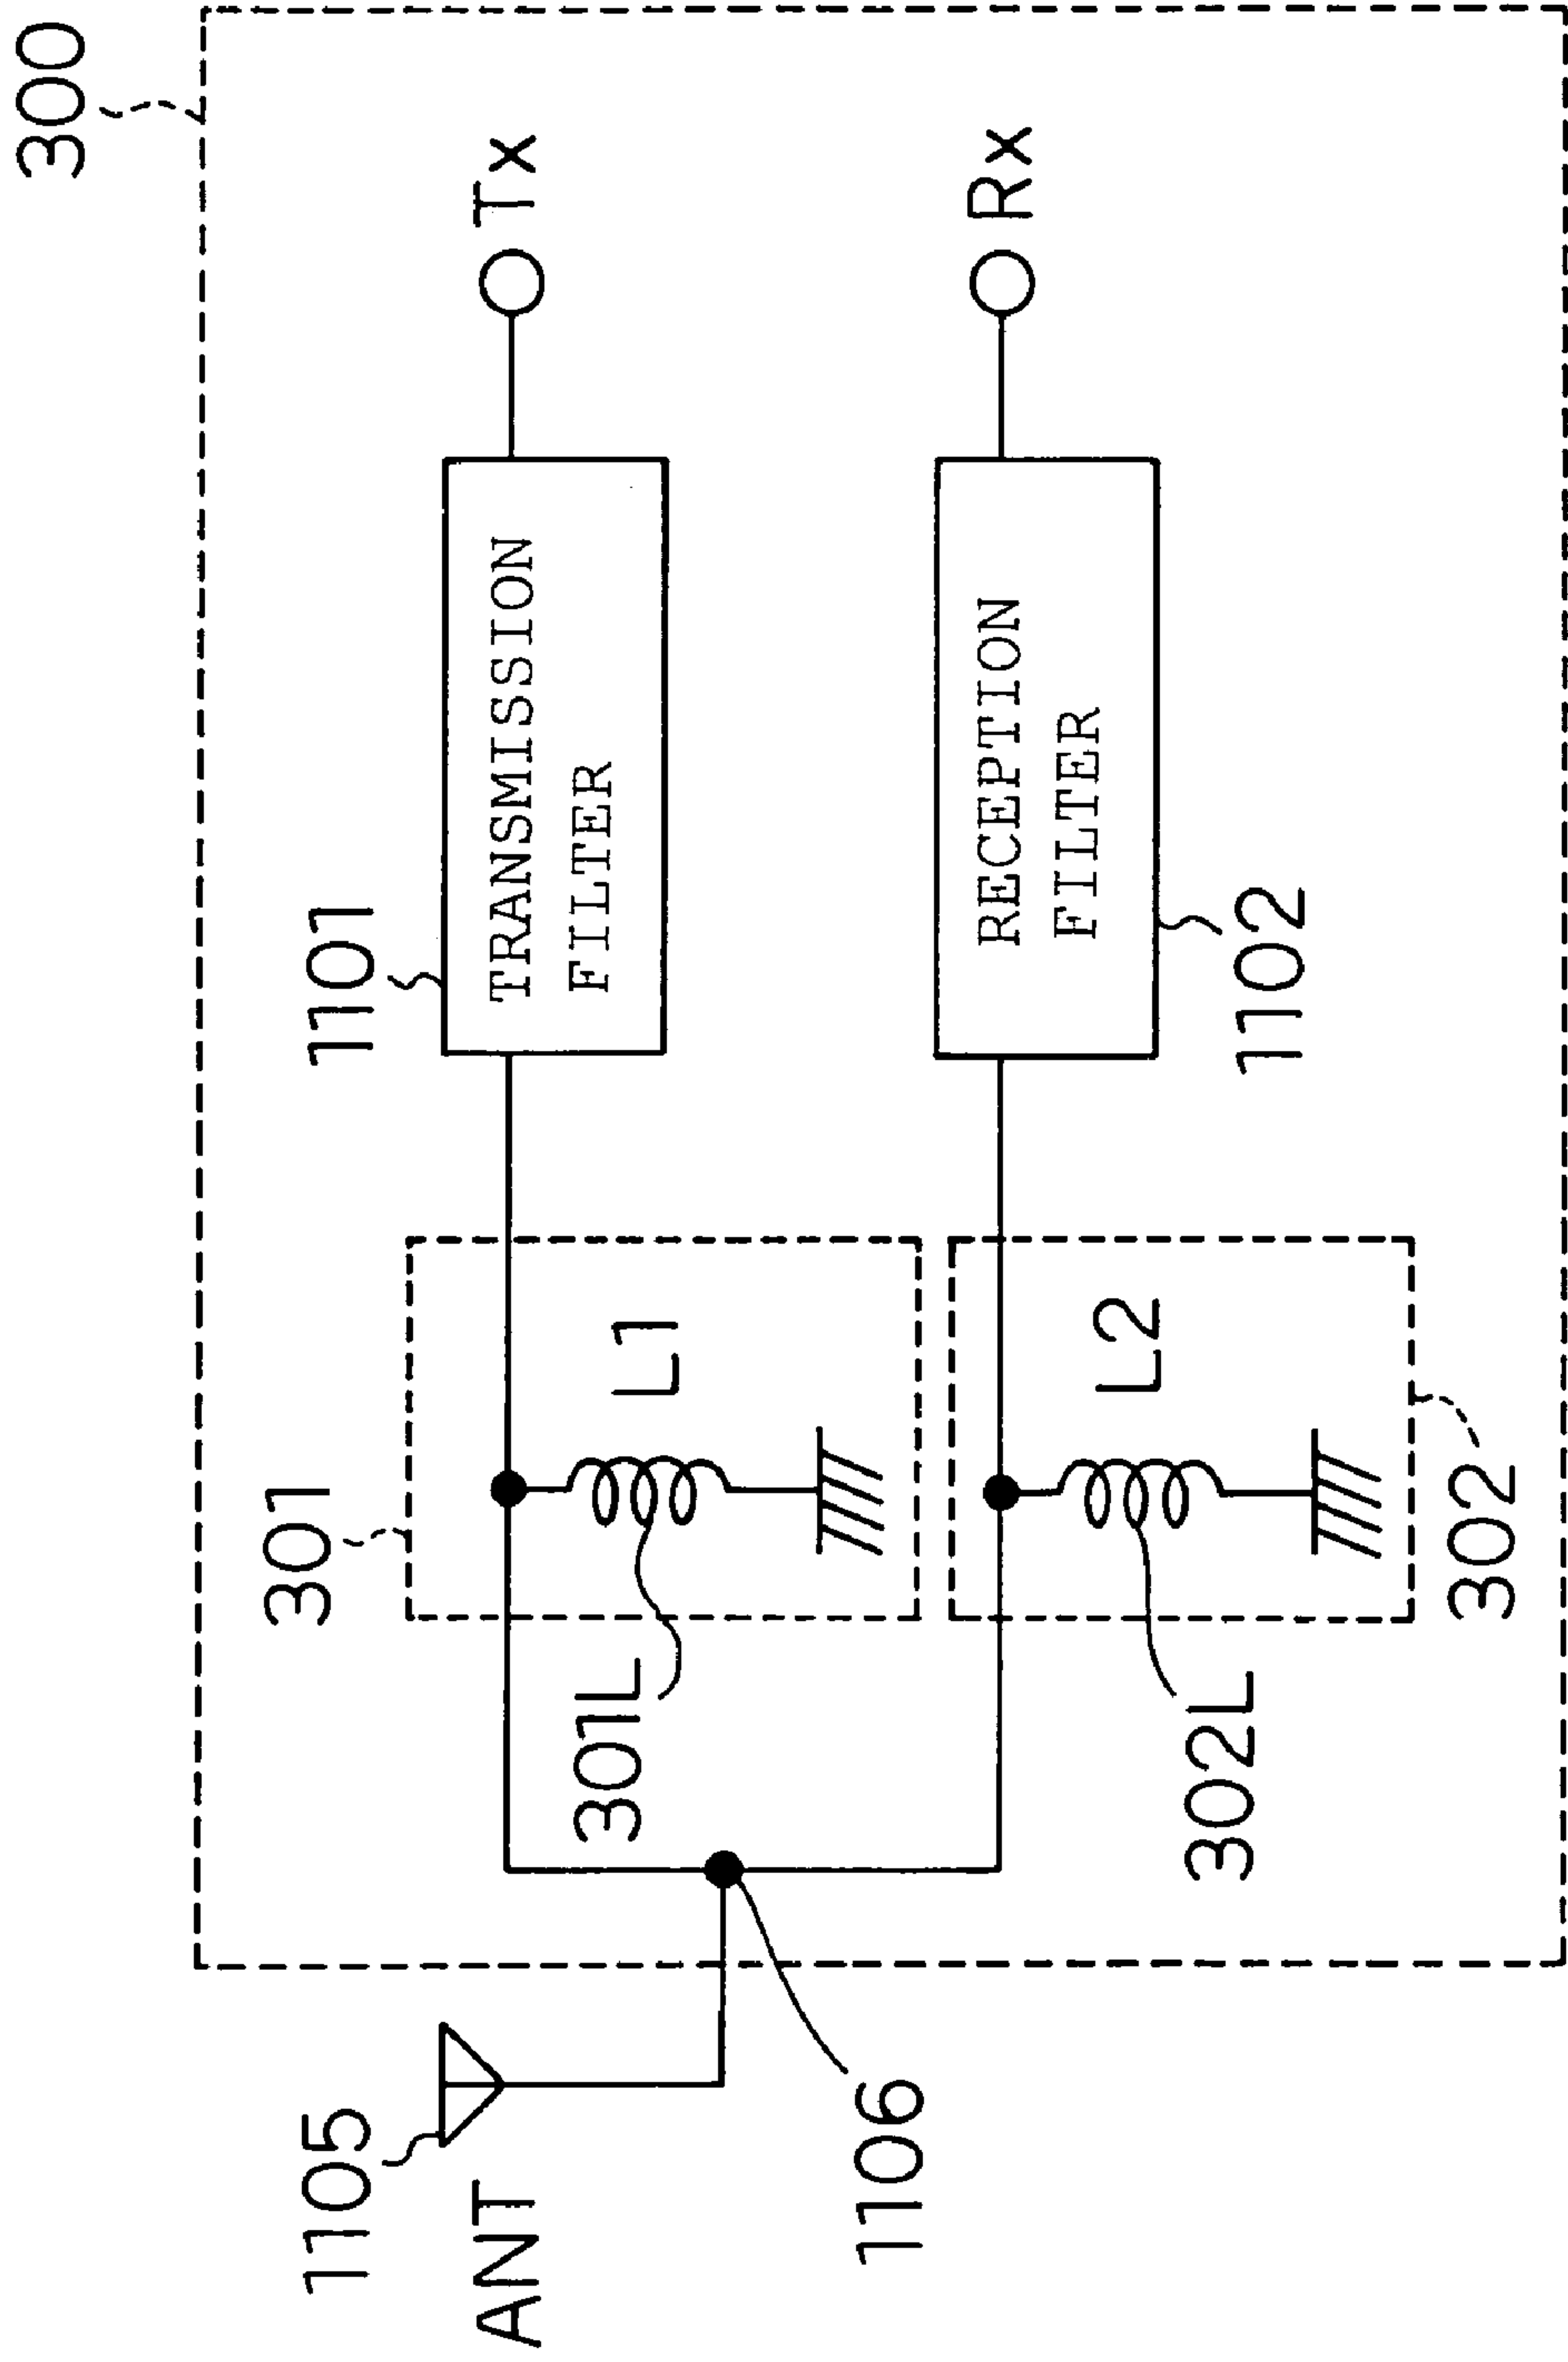 300
1101
301
1105
ANT
TRANSMISSION
FILTER
Tx
L1
301L
1106
RECEPTION
FILTER
Rx
L2
302L
1102
302